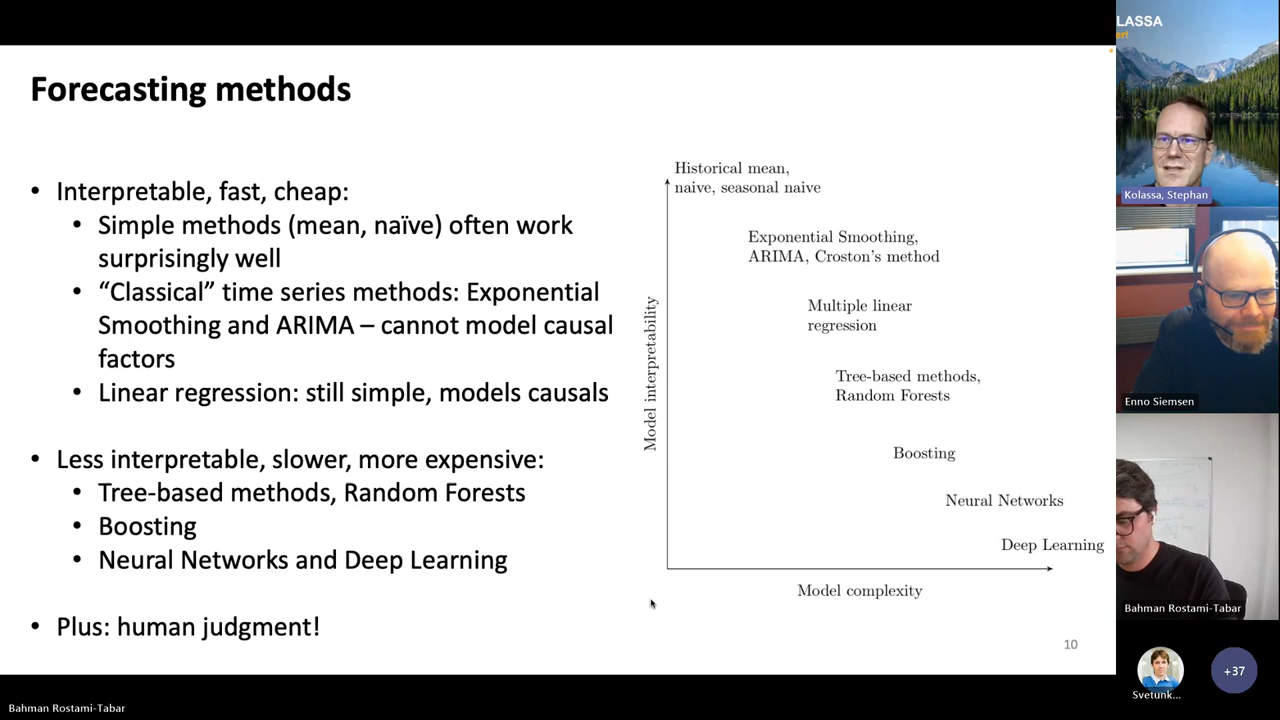 Forecasting methods
• Interpretable, fast, cheap:
• Simple methods (mean, naïve) often work
surprisingly well
• “Classical” time series methods: Exponential
Smoothing and ARIMA – cannot model causal
factors
• Linear regression: still simple, models causals
• Less interpretable, slower, more expensive:
• Tree-based methods, Random Forests
• Boosting
• Neural Networks and Deep Learning
• Plus: human judgment!
Historical mean,
naive, seasonal naive
Exponential Smoothing,
ARIMA, Croston's method
Multiple linear
regression
Tree-based methods,
Random Forests
Boosting
Neural Networks
Deep Learning
Model interpretability
Model complexity
10
LASSA
ert
Kolassa, Stephan
Enno Siemsen
Bahman Rostami-Tabar
Svetunk...
+37
Bahman Rostami-Tabar